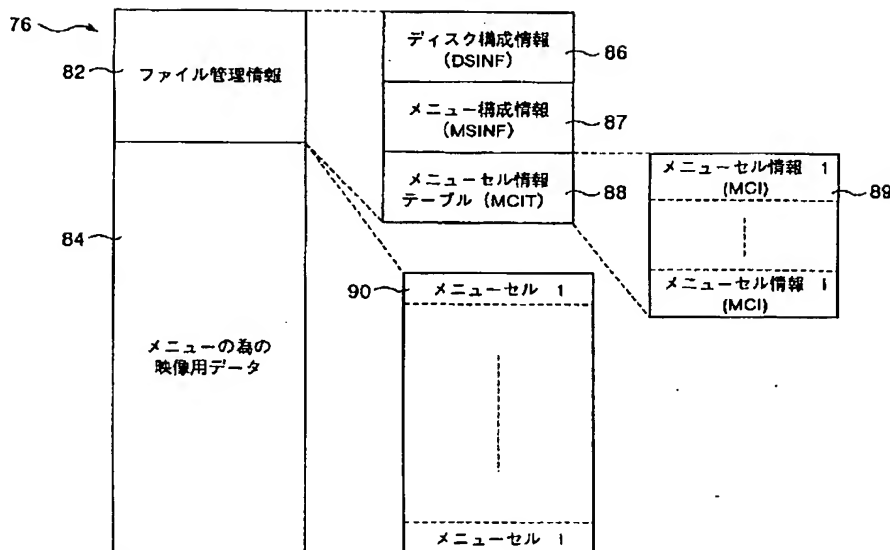 76
82
ファイル管理情報
84
メニューの為の
映像用データ
ディスク構成情報
(DSINF)
86
メニュー構成情報
(MSINF)
87
メニューセル情報
テーブル (MCIT)
88
メニューセル情報 1
(MCI)
89
メニューセル情報 i
(MCI)
90
メニューセル 1
メニューセル i